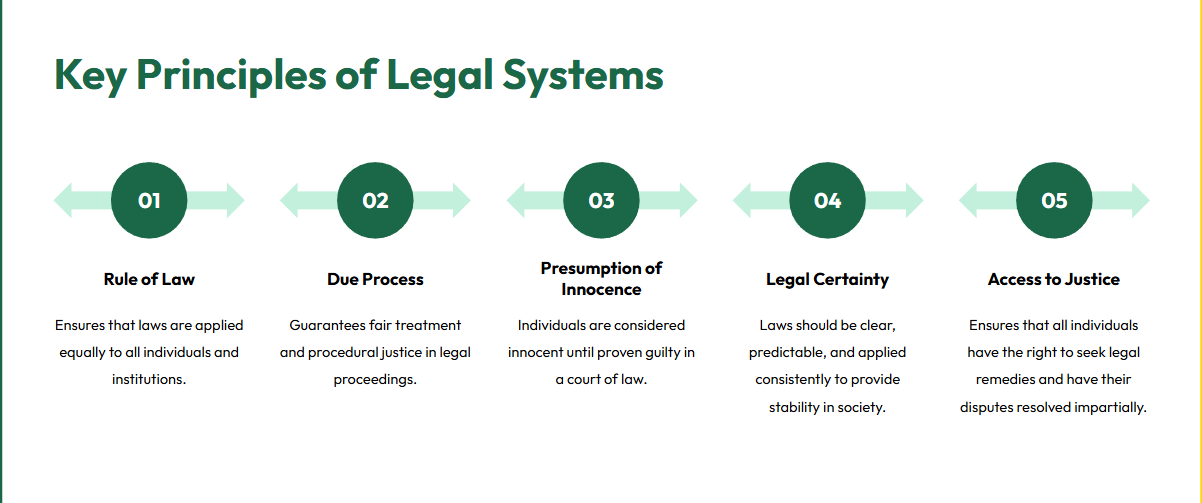 Key Principles of Legal Systems
01
Rule of Law
Ensures that laws are applied
equally to all individuals and
institutions.
02
Due Process
Guarantees fair treatment
and procedural justice in legal
proceedings.
03
Presumption of
Innocence
Individuals are considered
innocent until proven guilty in
a court of law.
04
Legal Certainty
Laws should be clear,
predictable, and applied
consistently to provide
stability in society.
05
Access to Justice
Ensures that all individuals
have the right to seek legal
remedies and have their
disputes resolved impartially.